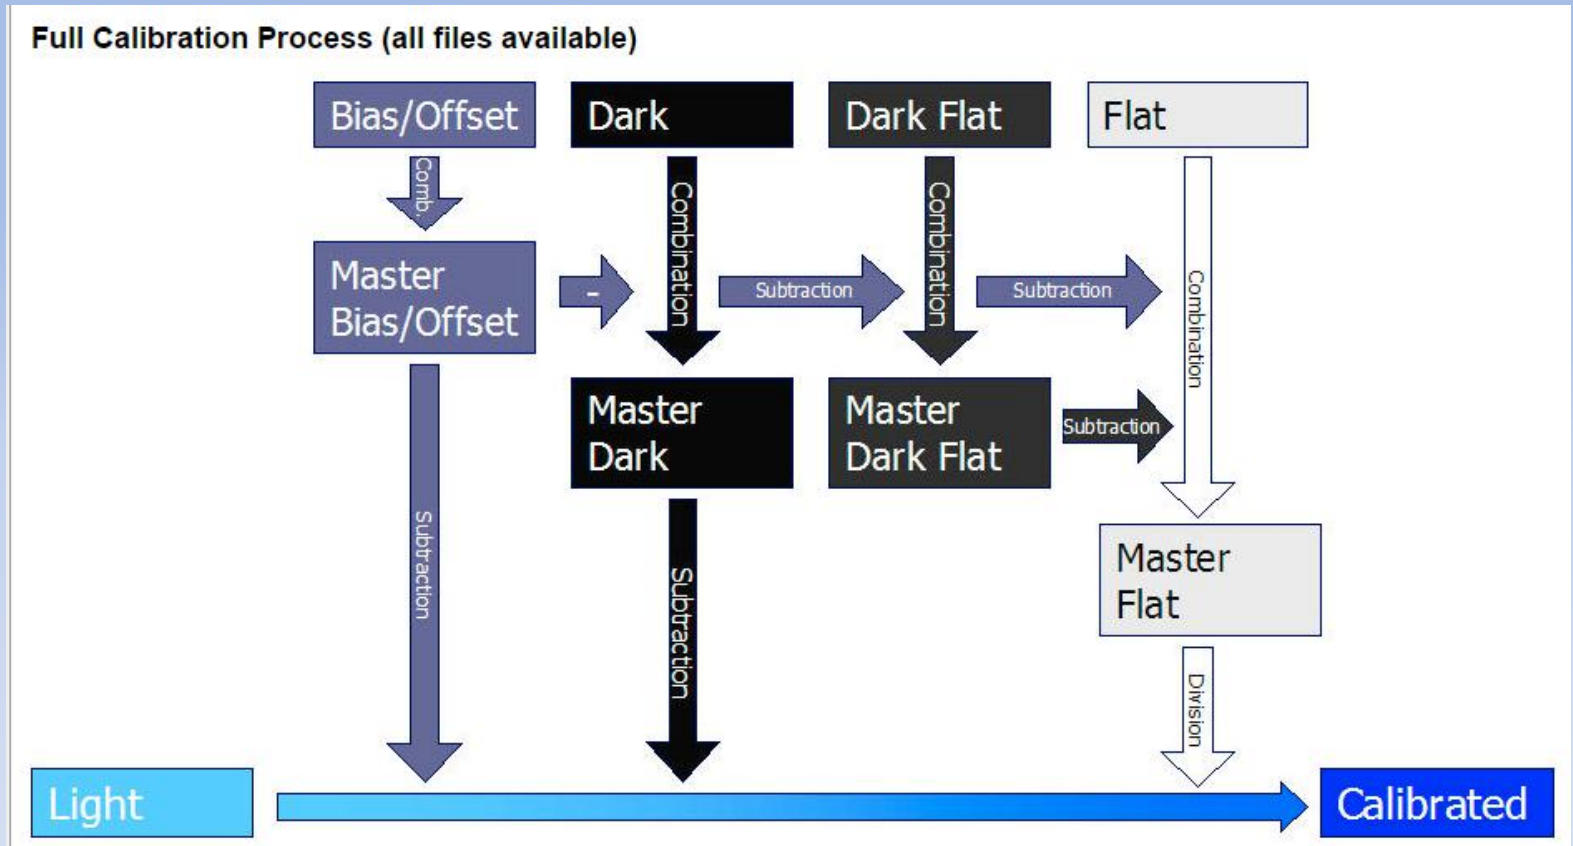 Full Calibration Process (all files available)
Bias/Offset
Dark
Dark Flat
Flat
Comb.
Combination
Combination
Combination
Master
Bias/Offset
-
Subtraction
Subtraction
Master
Dark
Master
Dark Flat
Subtraction
Master
Flat
Subtraction
Subtraction
Division
Light
Calibrated